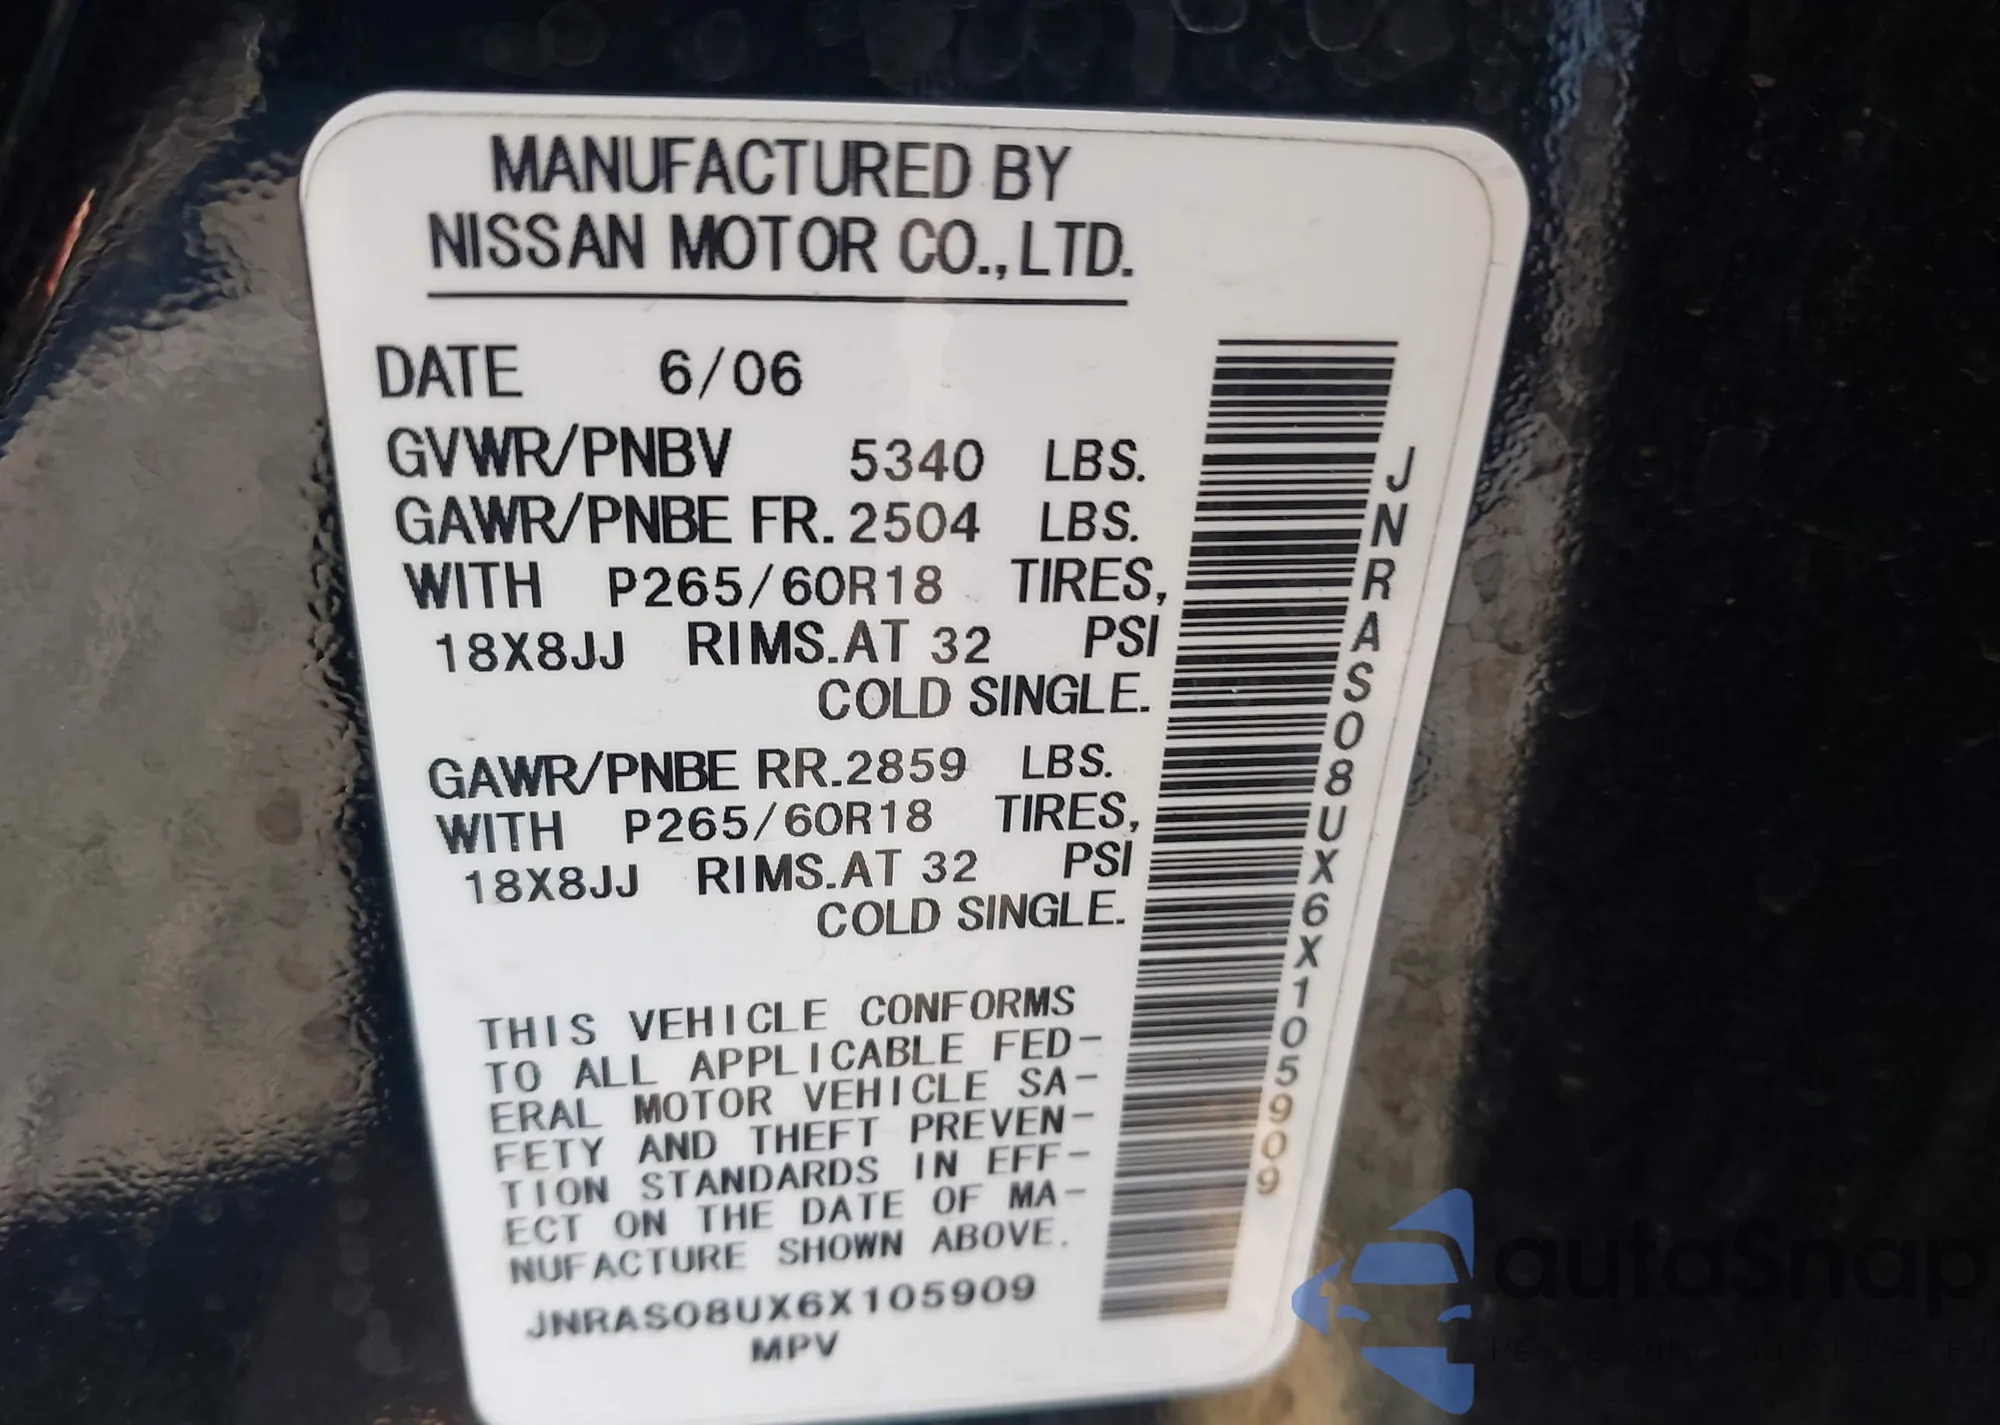 MANUFACTURED BY
NISSAN MOTOR CO., LTD.
DATE 6/06
GVWR/PNBV 5340 LBS.
GAWR/PNBE FR. 2504 LBS.
WITH P265/60R18 TIRES,
18X8JJ RIMS.AT 32 PSI
COLD SINGLE.
GAWR/PNBE RR.2859 LBS.
WITH P265/60R18 TIRES,
18X8JJ RIMS.AT 32 PSI
COLD SINGLE.
THIS VEHICLE CONFORMS
TO ALL APPLICABLE FED-
ERAL MOTOR VEHICLE SA-
FETY AND THEFT PREVEN-
TION STANDARDS IN EFF-
ECT ON THE DATE OF MA-
NUFACTURE SHOWN ABOVE.
JNRAS08UX6X105909
MPV
JNRAS08UX6X105909
autoSnap